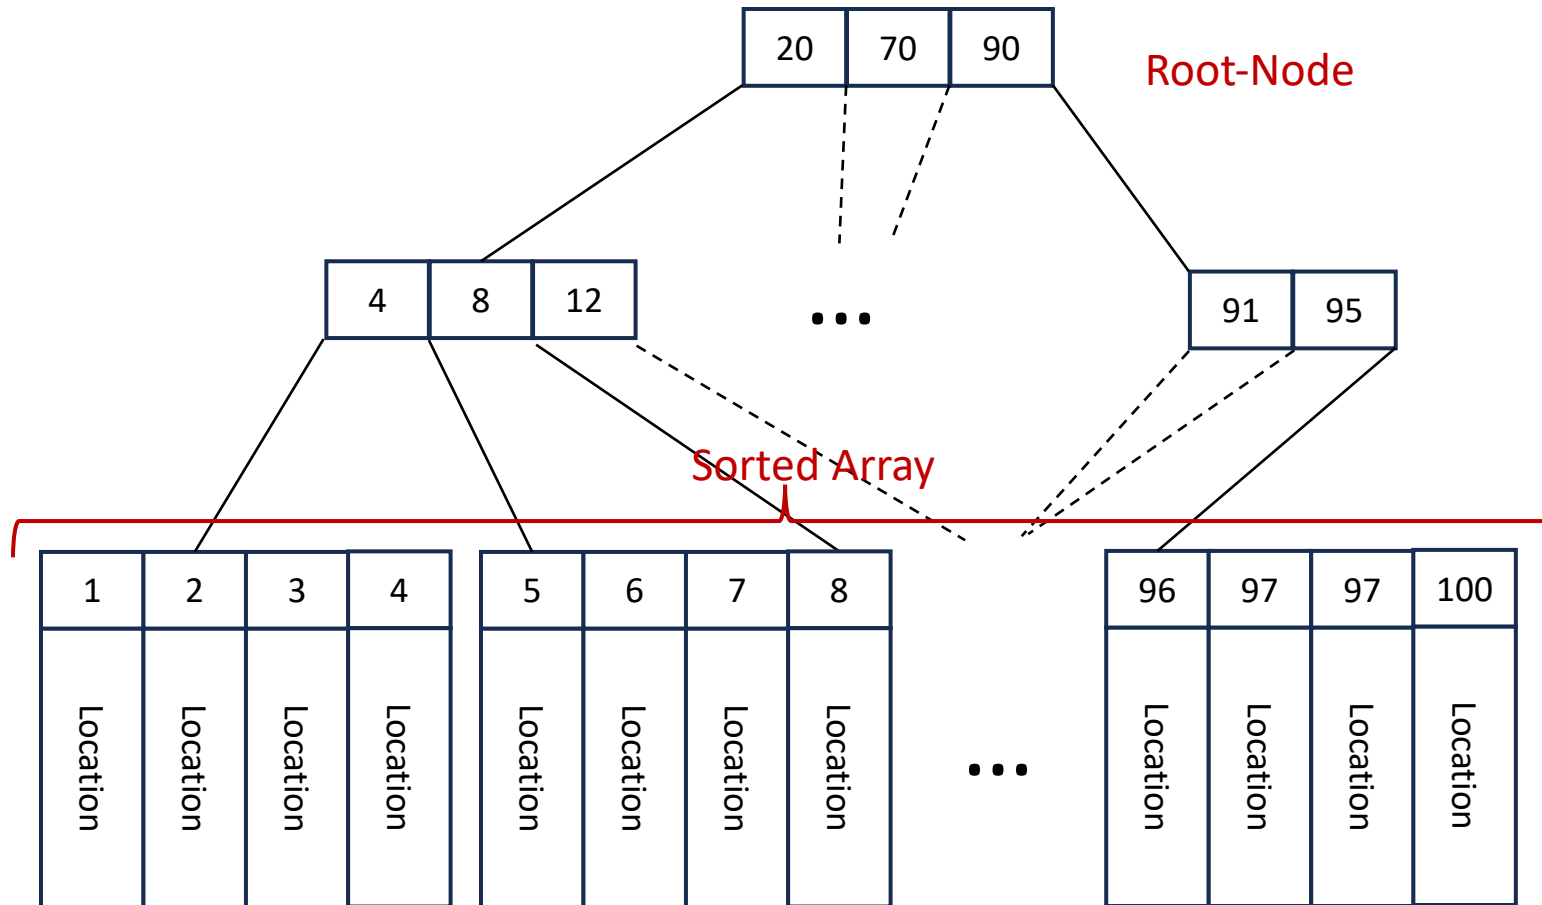 20 70 90
Root-Node
4 8 12
...
91 95
Sorted Array
1 2 3 4
5 6 7 8
96 97 97 100
Location Location Location Location
Location Location Location Location
...
Location Location Location Location